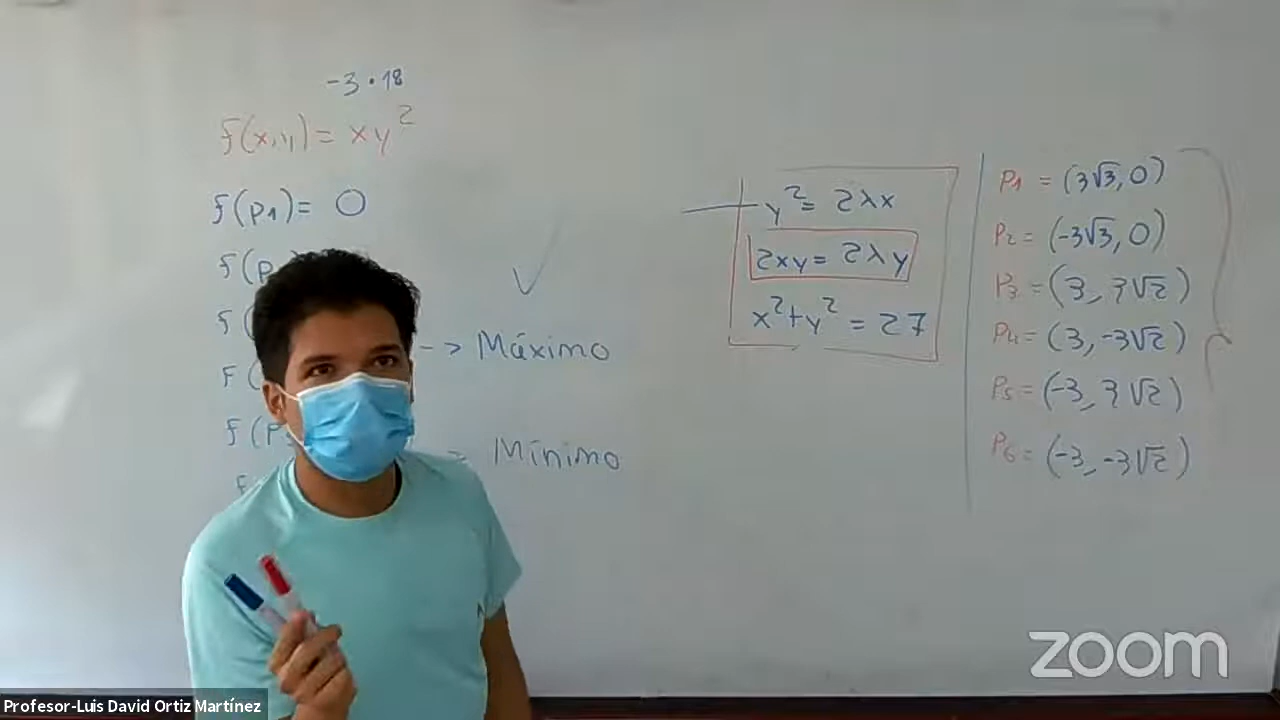 -3 • 18
f(x,y)= xy²
f(p1)= 0
f(p
f(
f(
-> Máximo
f(P
= Mínimo
f
y² = 2λx
2xy = 2λy
x²+y² = 27
P1 = (3√3, 0)
P2 = (-3√3, 0)
P3 = (3, 3√2)
P4 = (3, -3√2)
P5 = (-3, 3√2)
P6 = (-3, -3√2)
zoom
Profesor-Luis David Ortiz Martínez